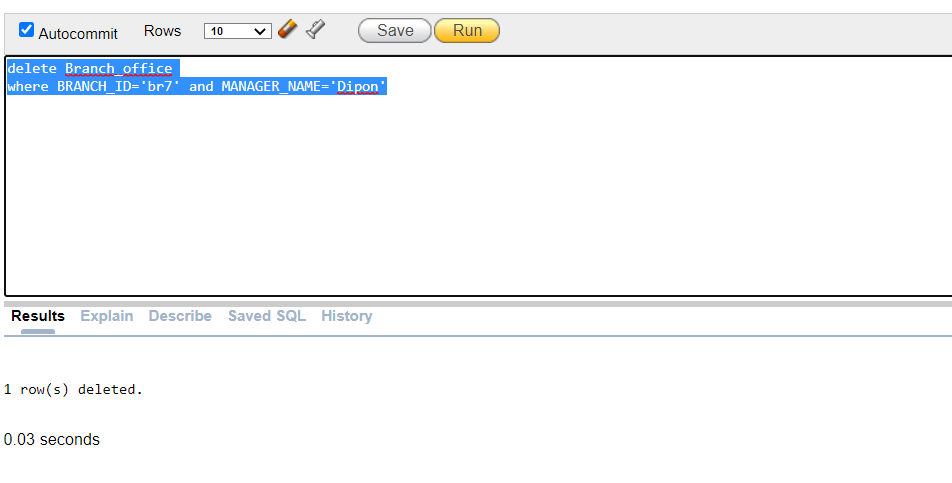 Autocommit Rows 10 Save Run
delete Branch_office
where BRANCH_ID='br7' and MANAGER_NAME='Dipon'
Results Explain Describe Saved SQL History
1 row(s) deleted.
0.03 seconds